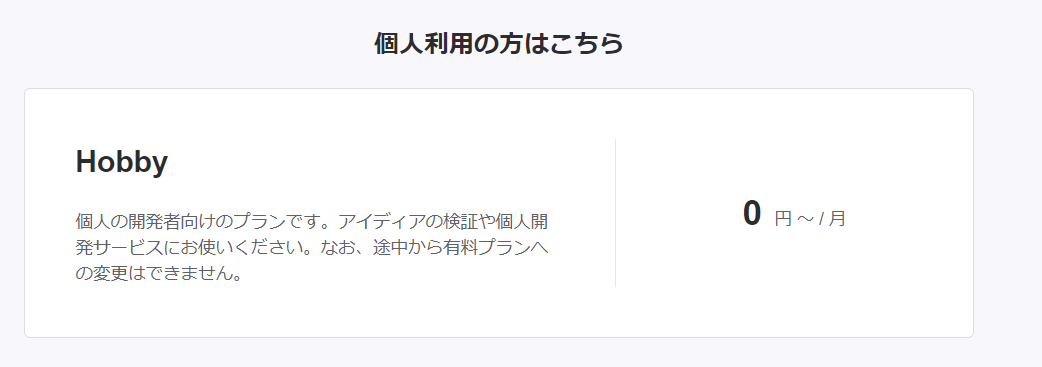 個人利用の方はこちら
Hobby
個人の開発者向けのプランです。アイディアの検証や個人開
発サービスにお使いください。なお、途中から有料プランへ
の変更はできません。
0 円 〜 / 月